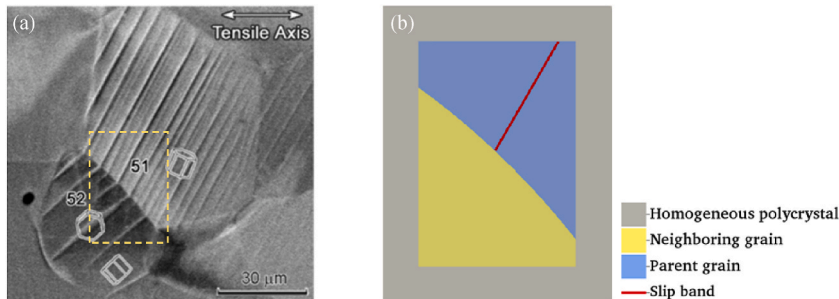 (a)
Tensile Axis
51
52
30 μm
(b)
Homogeneous polycrystal
Neighboring grain
Parent grain
Slip band